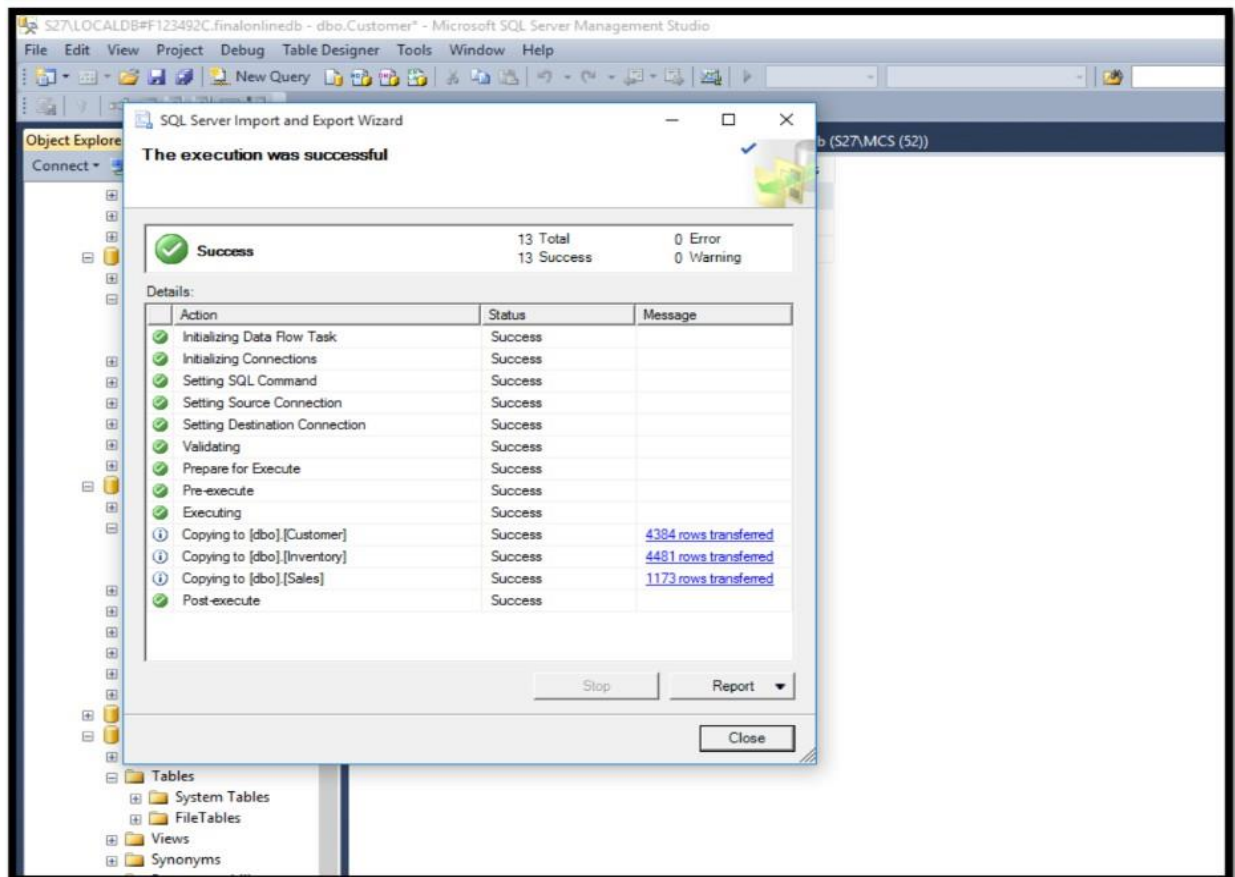 S27\LOCALDB#F123492C.finalonlinedb - dbo.Customer* - Microsoft SQL Server Management Studio
File Edit View Project Debug Table Designer Tools Window Help
New Query
SQL Server Import and Export Wizard
Object Explore
b (S27\MCS (52))
The execution was successful
Connect
Success
13 Total 0 Error
13 Success 0 Warning
Details:
Action Status Message
Initializing Data Flow Task Success
Initializing Connections Success
Setting SQL Command Success
Setting Source Connection Success
Setting Destination Connection Success
Validating Success
Prepare for Execute Success
Pre-execute Success
Executing Success
Copying to [dbo].[Customer] Success 4384 rows transferred
Copying to [dbo].[Inventory] Success 4481 rows transferred
Copying to [dbo].[Sales] Success 1173 rows transferred
Post-execute Success
Stop Report
Close
Tables
System Tables
FileTables
Views
Synonyms